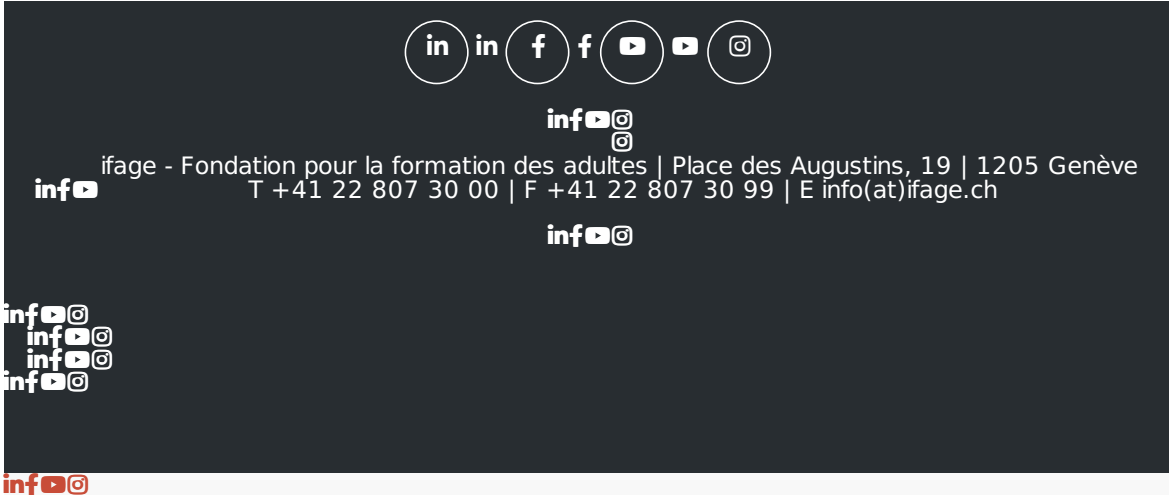 ifage - Fondation pour la formation des adultes | Place des Augustins, 19 | 1205 Genève
T +41 22 807 30 00 | F +41 22 807 30 99 | E info(at)ifage.ch